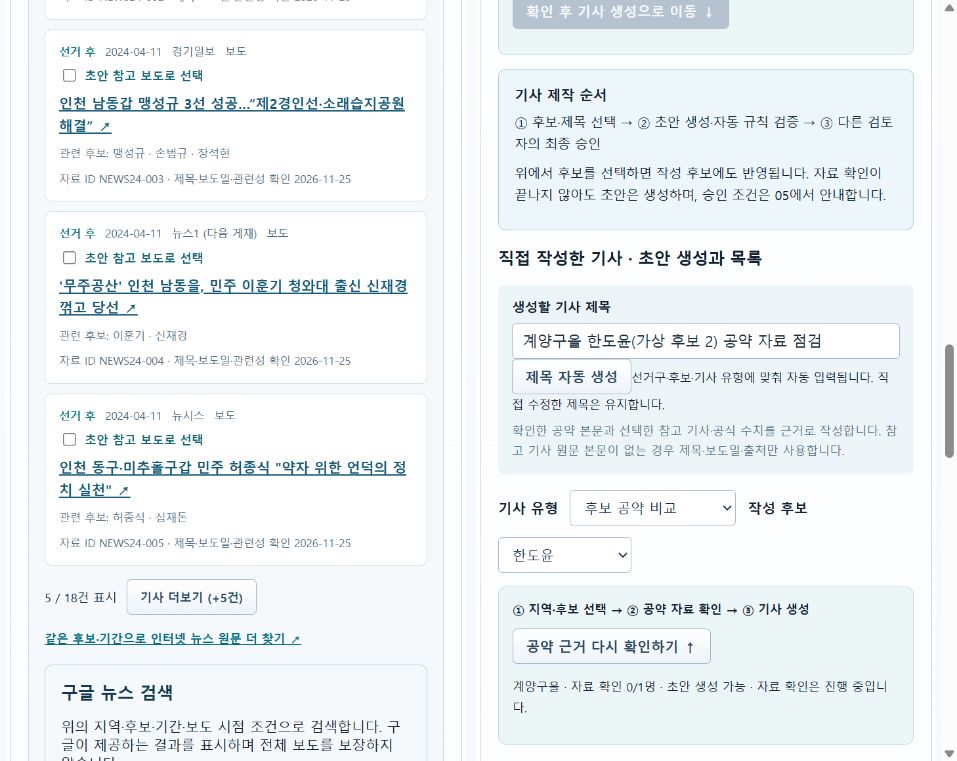 선거 후 2024-04-11 경기일보 보도
초안 참고 보도로 선택
인천 남동갑 맹성규 3선 성공…“제2경인선·소래습지공원
해결” ↗
관련 후보: 맹성규 · 손범규 · 장석현
자료 ID NEWS24-003 · 제목·보도일·관련성 확인 2026-11-25
선거 후 2024-04-11 뉴스1 (다음 게재) 보도
초안 참고 보도로 선택
'무주공산' 인천 남동을, 민주 이훈기 청와대 출신 신재경
꺾고 당선 ↗
관련 후보: 이훈기 · 신재경
자료 ID NEWS24-004 · 제목·보도일·관련성 확인 2026-11-25
선거 후 2024-04-11 뉴시스 보도
초안 참고 보도로 선택
인천 동구·미추홀구갑 민주 허종식 "약자 위한 언덕의 정
치 실천" ↗
관련 후보: 허종식 · 심재돈
자료 ID NEWS24-005 · 제목·보도일·관련성 확인 2026-11-25
5 / 18건 표시
기사 더보기 (+5건)
같은 후보·기간으로 인터넷 뉴스 원문 더 찾기 ↗
구글 뉴스 검색
위의 지역·후보·기간·보도 시점 조건으로 검색합니다. 구
글이 제공하는 결과를 표시하며 전체 보도를 보장하지
확인 후 기사 생성으로 이동 ↓
기사 제작 순서
① 후보·제목 선택 → ② 초안 생성·자동 규칙 검증 → ③ 다른 검토
자의 최종 승인
위에서 후보를 선택하면 작성 후보에도 반영됩니다. 자료 확인이
끝나지 않아도 초안은 생성하며, 승인 조건은 05에서 안내합니다.
직접 작성한 기사 · 초안 생성과 목록
생성할 기사 제목
계양구을 한도윤(가상 후보 2) 공약 자료 점검
제목 자동 생성 선거구·후보·기사 유형에 맞춰 자동 입력됩니다. 직
접 수정한 제목은 유지합니다.
확인한 공약 본문과 선택한 참고 기사·공식 수치를 근거로 작성합니다. 참
고 기사 원문 본문이 없는 경우 제목·보도일·출처만 사용합니다.
기사 유형 후보 공약 비교 작성 후보
한도윤
① 지역·후보 선택 → ② 공약 자료 확인 → ③ 기사 생성
공약 근거 다시 확인하기 ↑
계양구을 · 자료 확인 0/1명 · 초안 생성 가능 · 자료 확인은 진행 중입니
다.